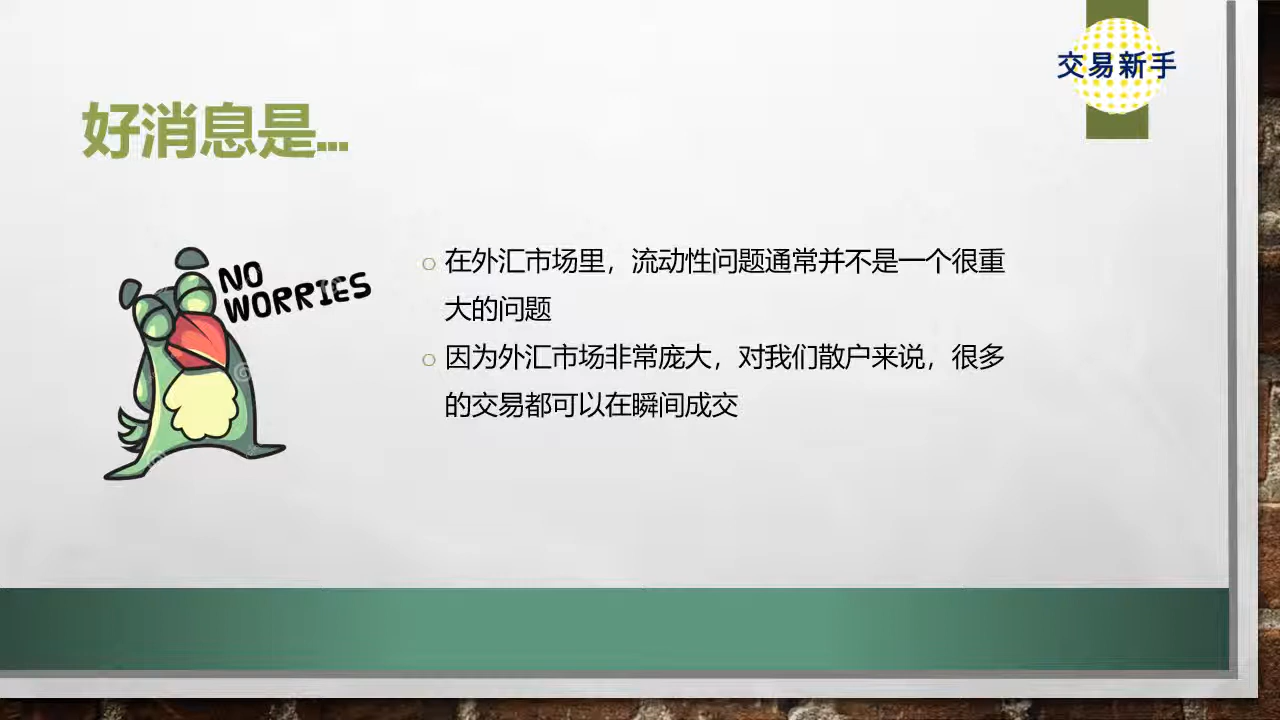 交易新手
好消息是...
NO
WORRIES
在外汇市场里，流动性问题通常并不是一个很重
大的问题
因为外汇市场非常庞大，对我们散户来说，很多
的交易都可以在瞬间成交